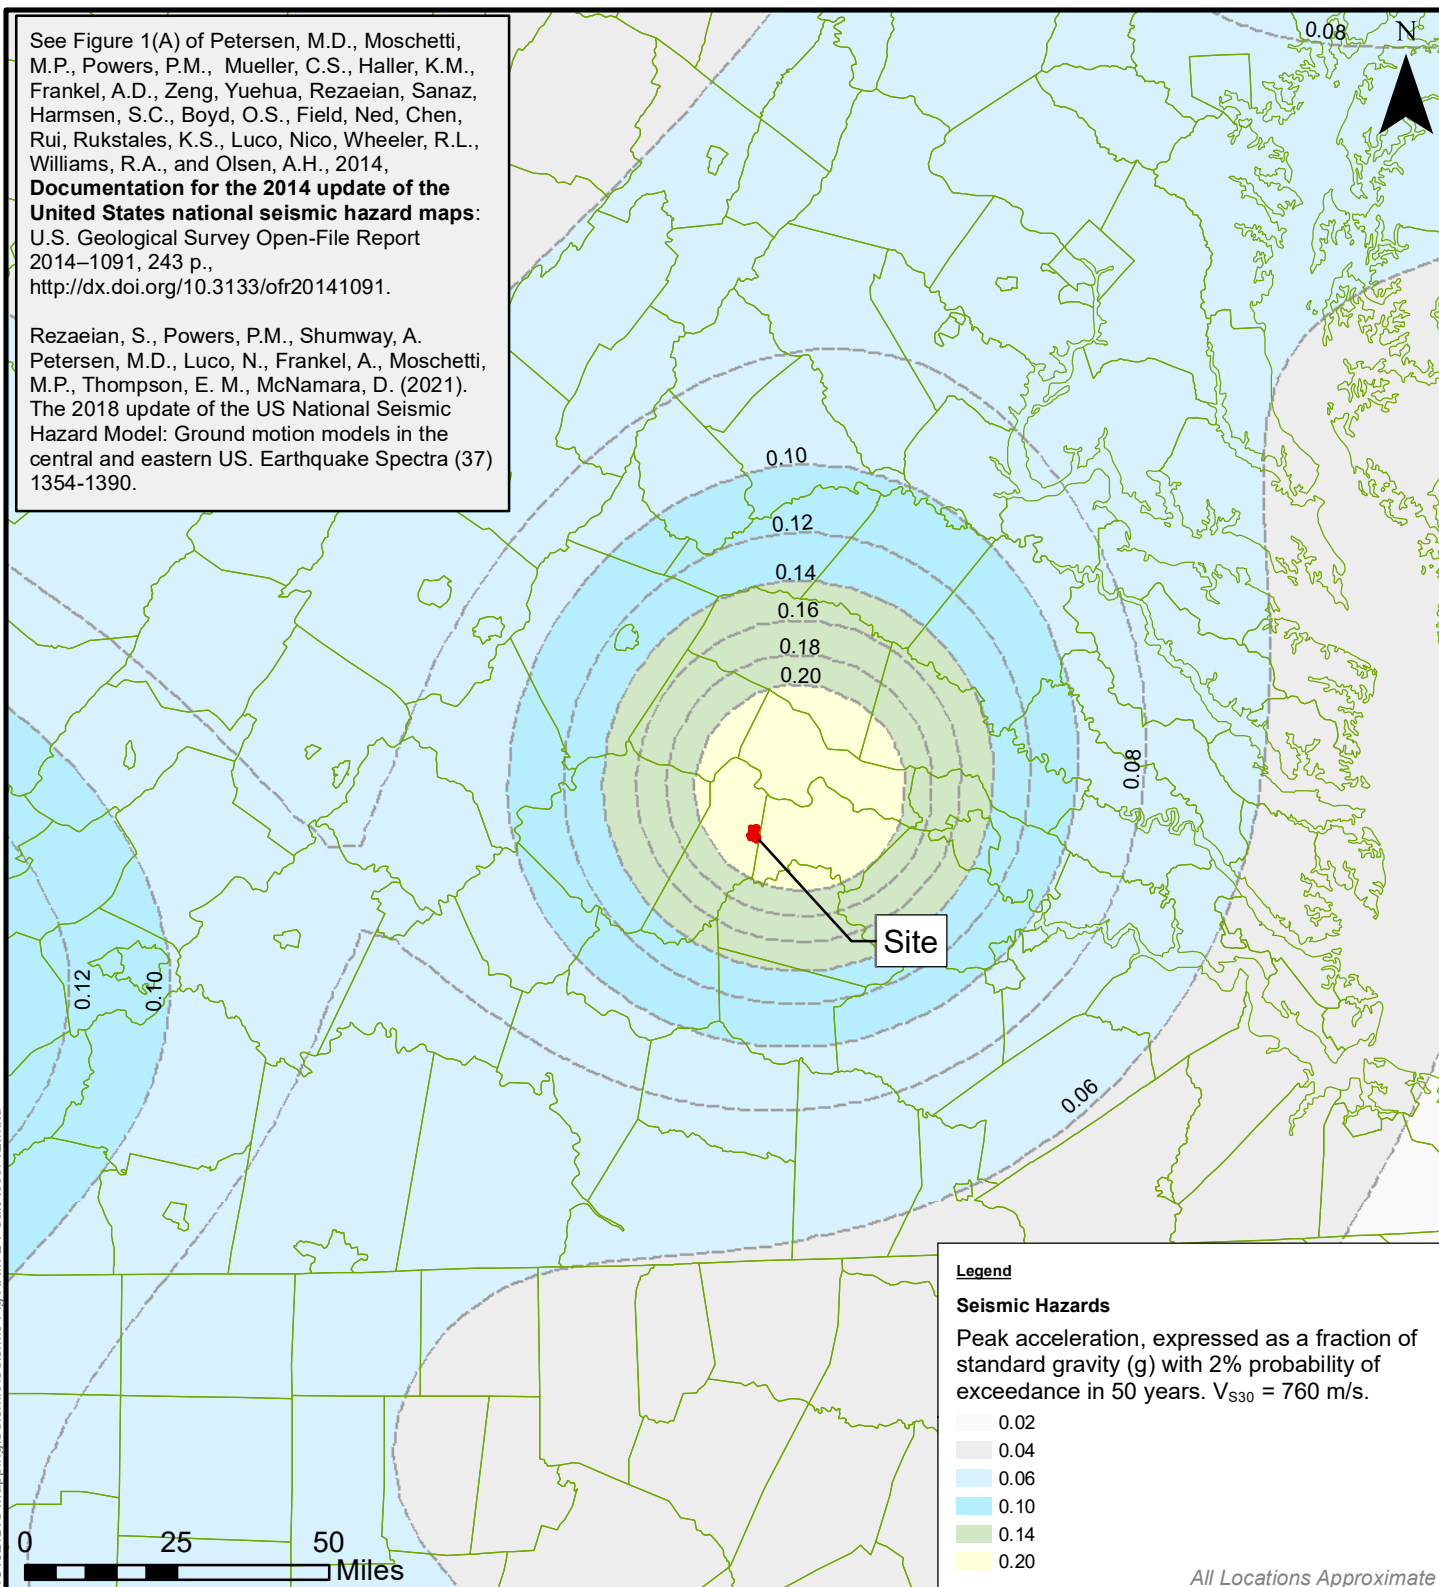 See Figure 1(A) of Petersen, M.D., Moschetti,
M.P., Powers, P.M., Mueller, C.S., Haller, K.M.,
Frankel, A.D., Zeng, Yuehua, Rezaeian, Sanaz,
Harmsen, S.C., Boyd, O.S., Field, Ned, Chen,
Rui, Rukstales, K.S., Luco, Nico, Wheeler, R.L.,
Williams, R.A., and Olsen, A.H., 2014,
Documentation for the 2014 update of the
United States national seismic hazard maps:
U.S. Geological Survey Open-File Report
2014–1091, 243 p.,
http://dx.doi.org/10.3133/ofr20141091.
Rezaeian, S., Powers, P.M., Shumway, A.
Petersen, M.D., Luco, N., Frankel, A., Moschetti,
M.P., Thompson, E. M., McNamara, D. (2021).
The 2018 update of the US National Seismic
Hazard Model: Ground motion models in the
central and eastern US. Earthquake Spectra (37)
1354-1390.
0.08
N
0.10
0.12
0.14
0.16
0.18
0.20
0.08
Site
0.12
0.10
0.06
Legend
Seismic Hazards
Peak acceleration, expressed as a fraction of
standard gravity (g) with 2% probability of
exceedance in 50 years. VS30 = 760 m/s.
0.02
0.04
0.06
0.10
0.14
0.20
0 25 50
Miles
All Locations Approximate